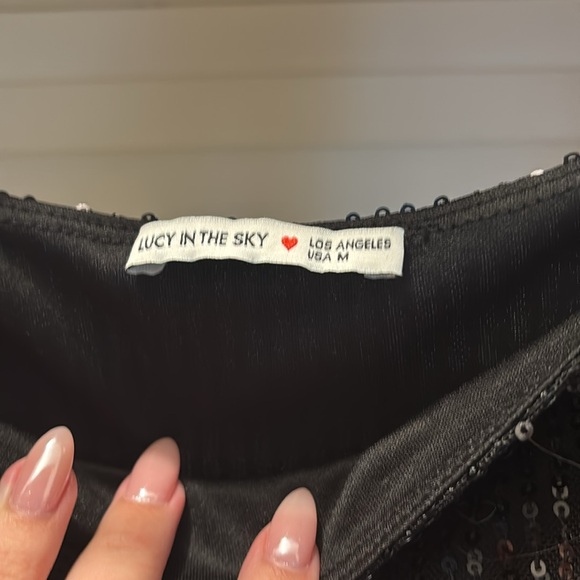 LUCY IN THE SKY
LOS ANGELES
USA M